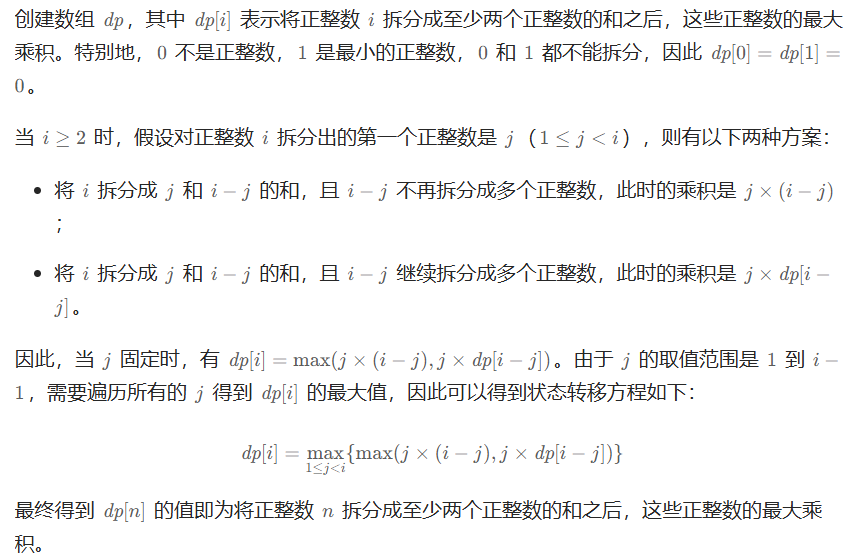 创建数组 dp，其中 dp[i] 表示将正整数 i 拆分成至少两个正整数的和之后，这些正整数的最大
乘积。特别地，0 不是正整数，1 是最小的正整数，0 和 1 都不能拆分，因此 dp[0] = dp[1] =
0。
当 i ≥ 2 时，假设对正整数 i 拆分出的第一个正整数是 j（1 ≤ j < i），则有以下两种方案：
• 将 i 拆分成 j 和 i − j 的和，且 i − j 不再拆分成多个正整数，此时的乘积是 j × (i − j)
；
• 将 i 拆分成 j 和 i − j 的和，且 i − j 继续拆分成多个正整数，此时的乘积是 j × dp[i −
j]。
因此，当 j 固定时，有 dp[i] = max(j × (i − j), j × dp[i − j])。由于 j 的取值范围是 1 到 i −
1，需要遍历所有的 j 得到 dp[i] 的最大值，因此可以得到状态转移方程如下：
dp[i] = max{max(j × (i − j), j × dp[i − j])}
1≤j<i
最终得到 dp[n] 的值即为将正整数 n 拆分成至少两个正整数的和之后，这些正整数的最大乘
积。